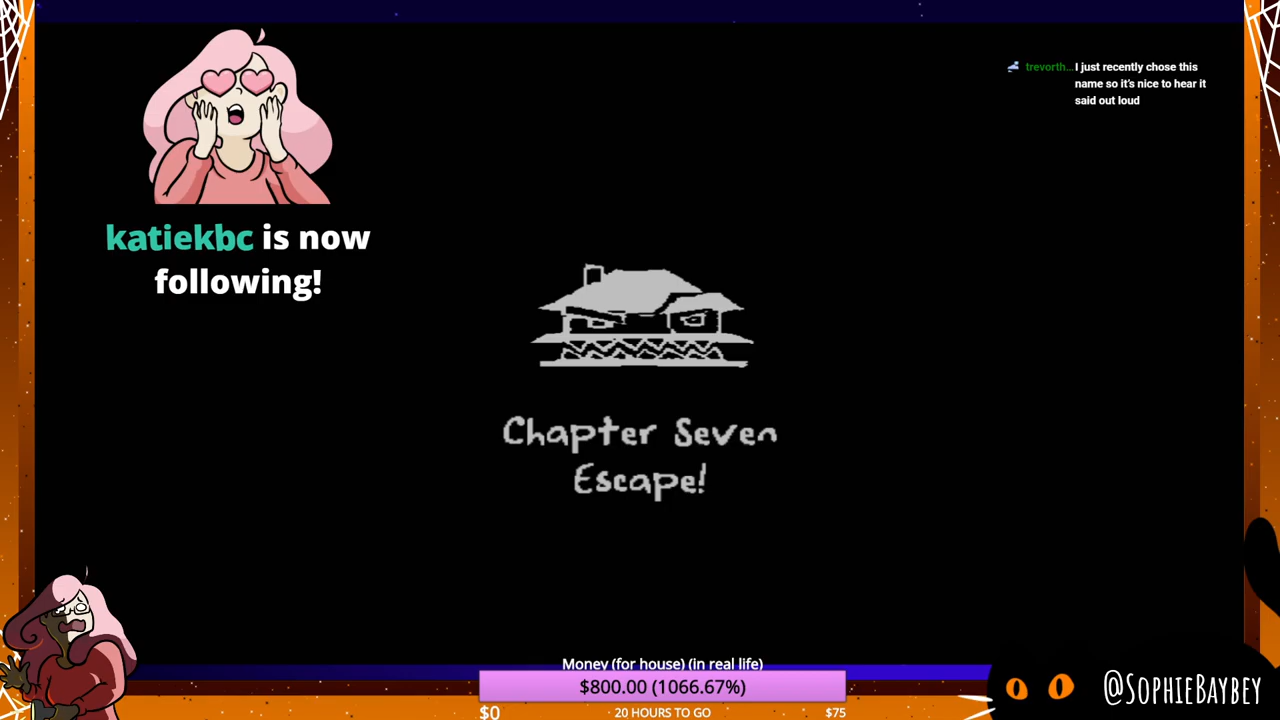 trevorth... I just recently chose this
name so it's nice to hear it
said out loud
katiekbc is now
following!
Chapter Seven
Escape!
Money (for house) (in real life)
$800.00 (1066.67%)
$0 20 HOURS TO GO $75
@SOPHIEBAYBEY